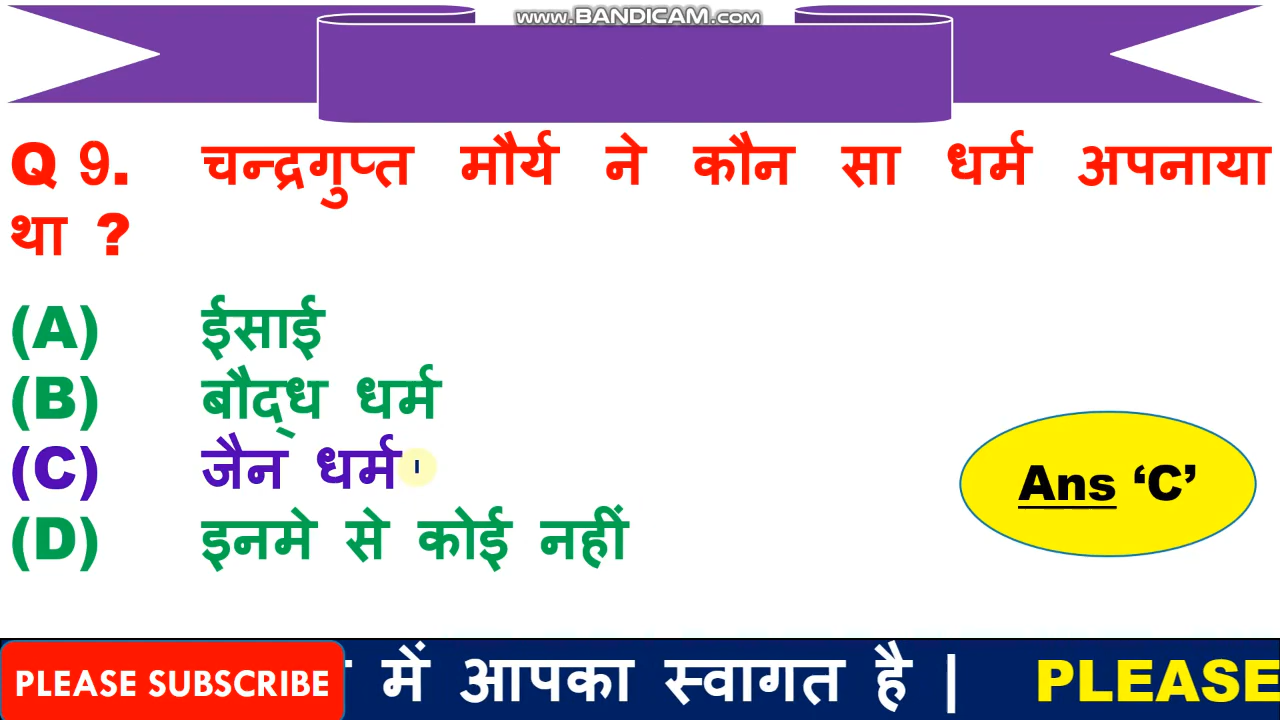 www.BANDICAM.com
Q 9. चन्द्रगुप्त मौर्य ने कौन सा धर्म अपनाया
था ?
(A) ईसाई
(B) बौद्ध धर्म
(C) जैन धर्म
(D) इनमे से कोई नहीं
Ans ‘C’
PLEASE SUBSCRIBE में आपका स्वागत है | PLEASE